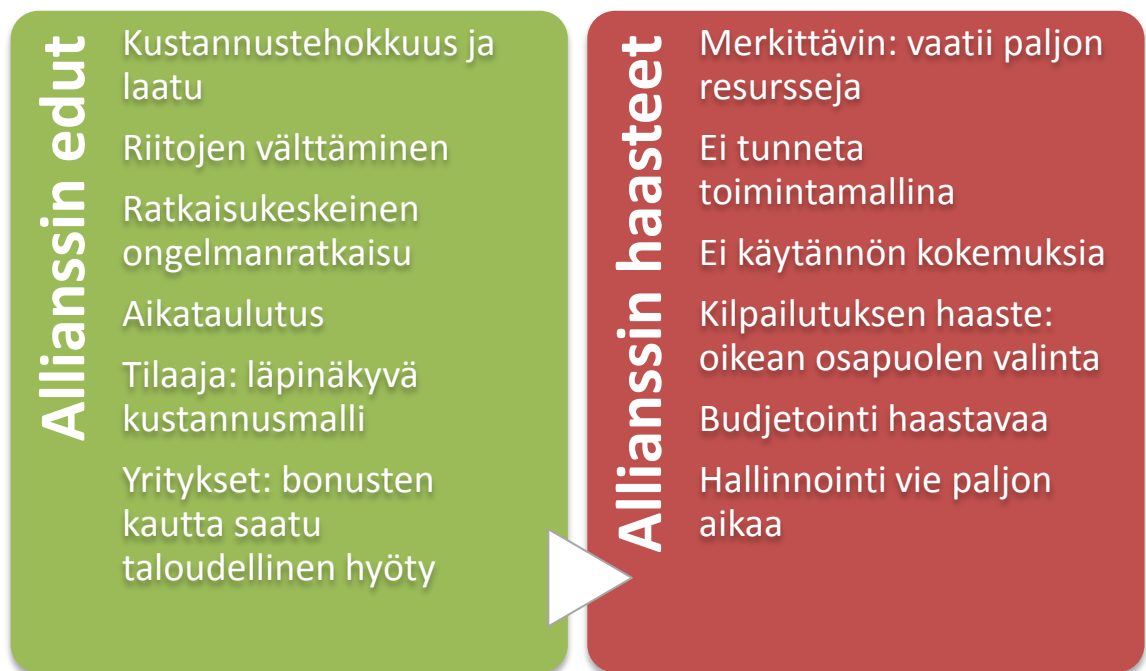 Allianssin edut
Kustannustehokkuus ja
laatu
Riitojen välttäminen
Ratkaisukeskeinen
ongelmanratkaisu
Aikataulutus
Tilaaja: läpinäkyvä
kustannusmalli
Yritykset: bonusten
kautta saatu
taloudellinen hyöty
Allianssin haasteet
Merkittävin: vaatii paljon
resursseja
Ei tunneta
toimintamallina
Ei käytännön kokemuksia
Kilpailutuksen haaste:
oikean osapuolen valinta
Budjetointi haastavaa
Hallinnointi vie paljon
aikaa